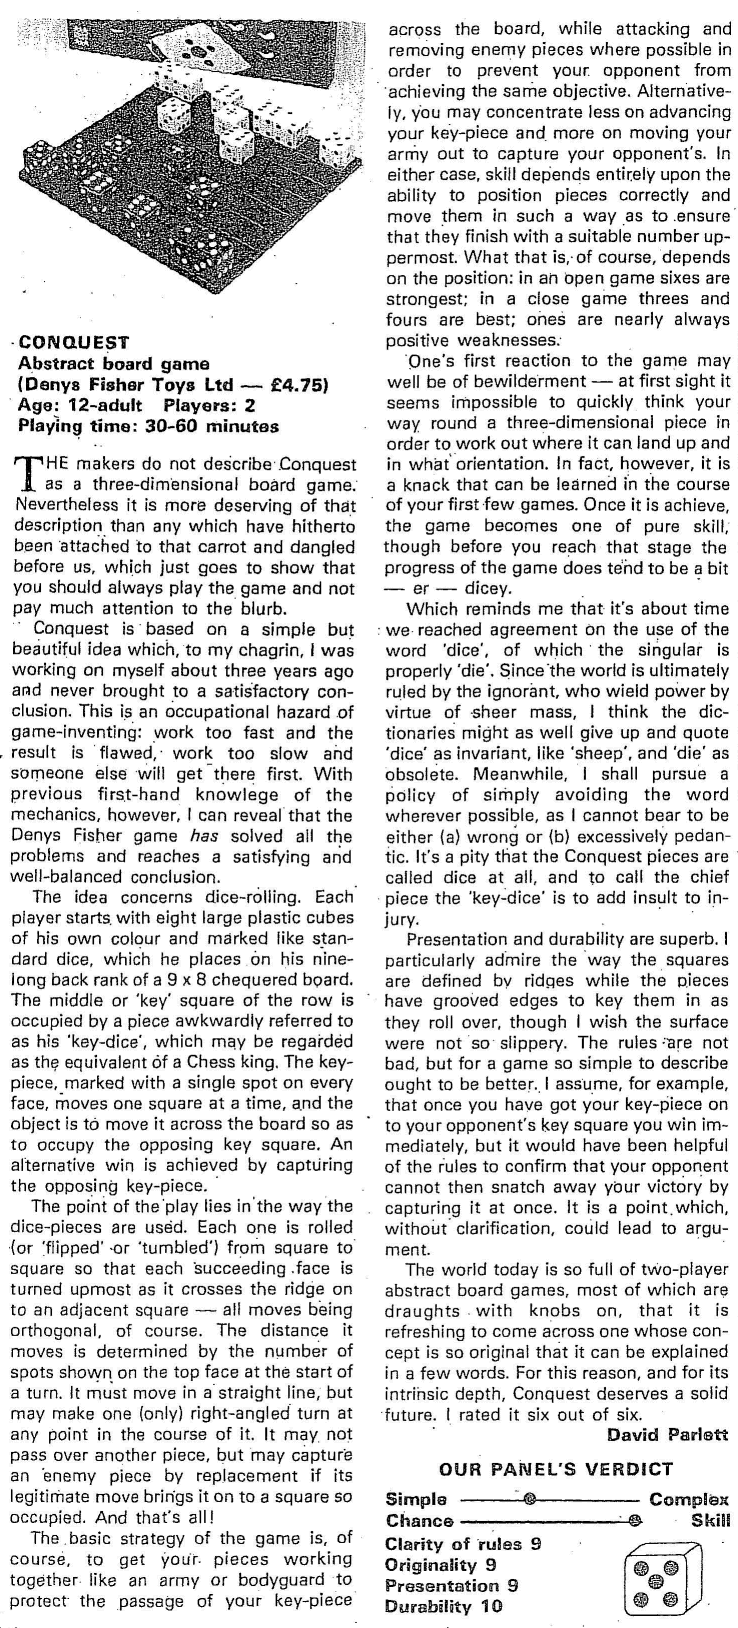 CONQUEST
Abstract board game
(Denys Fisher Toys Ltd — £4.75)
Age: 12-adult Players: 2
Playing time: 30-60 minutes
THE makers do not describe Conquest
as a three-dimensional board game.
Nevertheless it is more deserving of that
description than any which have hitherto
been attached to that carrot and dangled
before us, which just goes to show that
you should always play the game and not
pay much attention to the blurb.
Conquest is based on a simple but
beautiful idea which, to my chagrin, I was
working on myself about three years ago
and never brought to a satisfactory con-
clusion. This is an occupational hazard of
game-inventing: work too fast and the
result is flawed, work too slow and
someone else will get there first. With
previous first-hand knowlege of the
mechanics, however, I can reveal that the
Denys Fisher game has solved all the
problems and reaches a satisfying and
well-balanced conclusion.
The idea concerns dice-rolling. Each
player starts with eight large plastic cubes
of his own colour and marked like stan-
dard dice, which he places on his nine-
long back rank of a 9 x 8 chequered board.
The middle or 'key' square of the row is
occupied by a piece awkwardly referred to
as his 'key-dice', which may be regarded
as the equivalent of a Chess king. The key-
piece, marked with a single spot on every
face, moves one square at a time, and the
object is to move it across the board so as
to occupy the opposing key square. An
alternative win is achieved by capturing
the opposing key-piece.
The point of the play lies in the way the
dice-pieces are used. Each one is rolled
(or 'flipped' or 'tumbled') from square to
square so that each succeeding face is
turned upmost as it crosses the ridge on
to an adjacent square — all moves being
orthogonal, of course. The distance it
moves is determined by the number of
spots shown on the top face at the start of
a turn. It must move in a straight line, but
may make one (only) right-angled turn at
any point in the course of it. It may not
pass over another piece, but may capture
an enemy piece by replacement if its
legitimate move brings it on to a square so
occupied. And that's all!
The basic strategy of the game is, of
course, to get your pieces working
together like an army or bodyguard to
protect the passage of your key-piece
across the board, while attacking and
removing enemy pieces where possible in
order to prevent your opponent from
achieving the same objective. Alternative-
ly, you may concentrate less on advancing
your key-piece and more on moving your
army out to capture your opponent's. In
either case, skill depends entirely upon the
ability to position pieces correctly and
move them in such a way as to ensure
that they finish with a suitable number up-
permost. What that is, of course, depends
on the position: in an open game sixes are
strongest; in a close game threes and
fours are best; ones are nearly always
positive weaknesses.
One's first reaction to the game may
well be of bewilderment — at first sight it
seems impossible to quickly think your
way round a three-dimensional piece in
order to work out where it can land up and
in what orientation. In fact, however, it is
a knack that can be learned in the course
of your first few games. Once it is achieve,
the game becomes one of pure skill,
though before you reach that stage the
progress of the game does tend to be a bit
— er — dicey.
Which reminds me that it's about time
we reached agreement on the use of the
word 'dice', of which the singular is
properly 'die'. Since the world is ultimately
ruled by the ignorant, who wield power by
virtue of sheer mass, I think the dic-
tionaries might as well give up and quote
'dice' as invariant, like 'sheep', and 'die' as
obsolete. Meanwhile, I shall pursue a
policy of simply avoiding the word
wherever possible, as I cannot bear to be
either (a) wrong or (b) excessively pedan-
tic. It's a pity that the Conquest pieces are
called dice at all, and to call the chief
piece the 'key-dice' is to add insult to in-
jury.
Presentation and durability are superb. I
particularly admire the way the squares
are defined by ridges while the pieces
have grooved edges to key them in as
they roll over, though I wish the surface
were not so slippery. The rules are not
bad, but for a game so simple to describe
ought to be better. I assume, for example,
that once you have got your key-piece on
to your opponent's key square you win im-
mediately, but it would have been helpful
of the rules to confirm that your opponent
cannot then snatch away your victory by
capturing it at once. It is a point which,
without clarification, could lead to argu-
ment.
The world today is so full of two-player
abstract board games, most of which are
draughts with knobs on, that it is
refreshing to come across one whose con-
cept is so original that it can be explained
in a few words. For this reason, and for its
intrinsic depth, Conquest deserves a solid
future. I rated it six out of six.
David Parlett
OUR PANEL'S VERDICT
Simple Complex
Chance Skill
Clarity of rules 9
Originality 9
Presentation 9
Durability 10